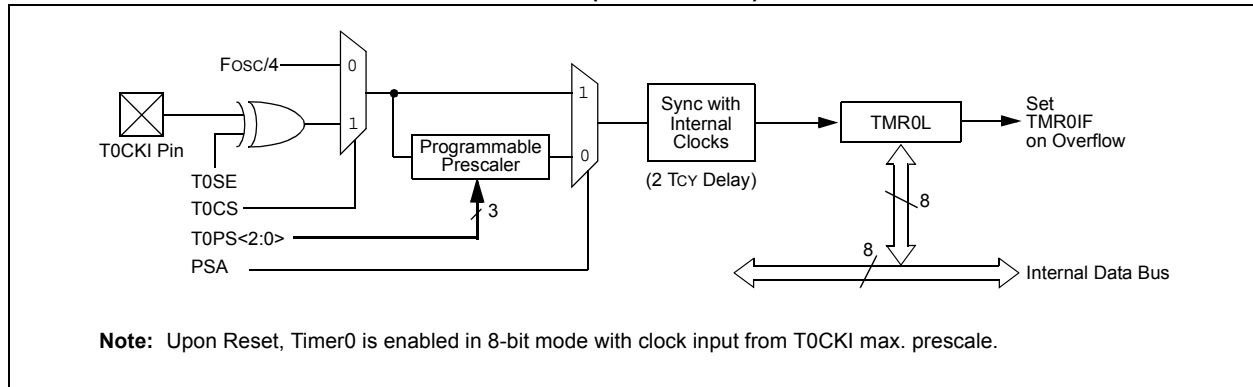 FOSC/4
0
1
T0CKI Pin
T0SE
T0CS
T0PS<2:0>
PSA
Programmable
Prescaler
3
1
0
Sync with
Internal
Clocks
(2 TCY Delay)
TMR0L
Set
TMR0IF
on Overflow
8
8
Internal Data Bus
Note: Upon Reset, Timer0 is enabled in 8-bit mode with clock input from T0CKI max. prescale.